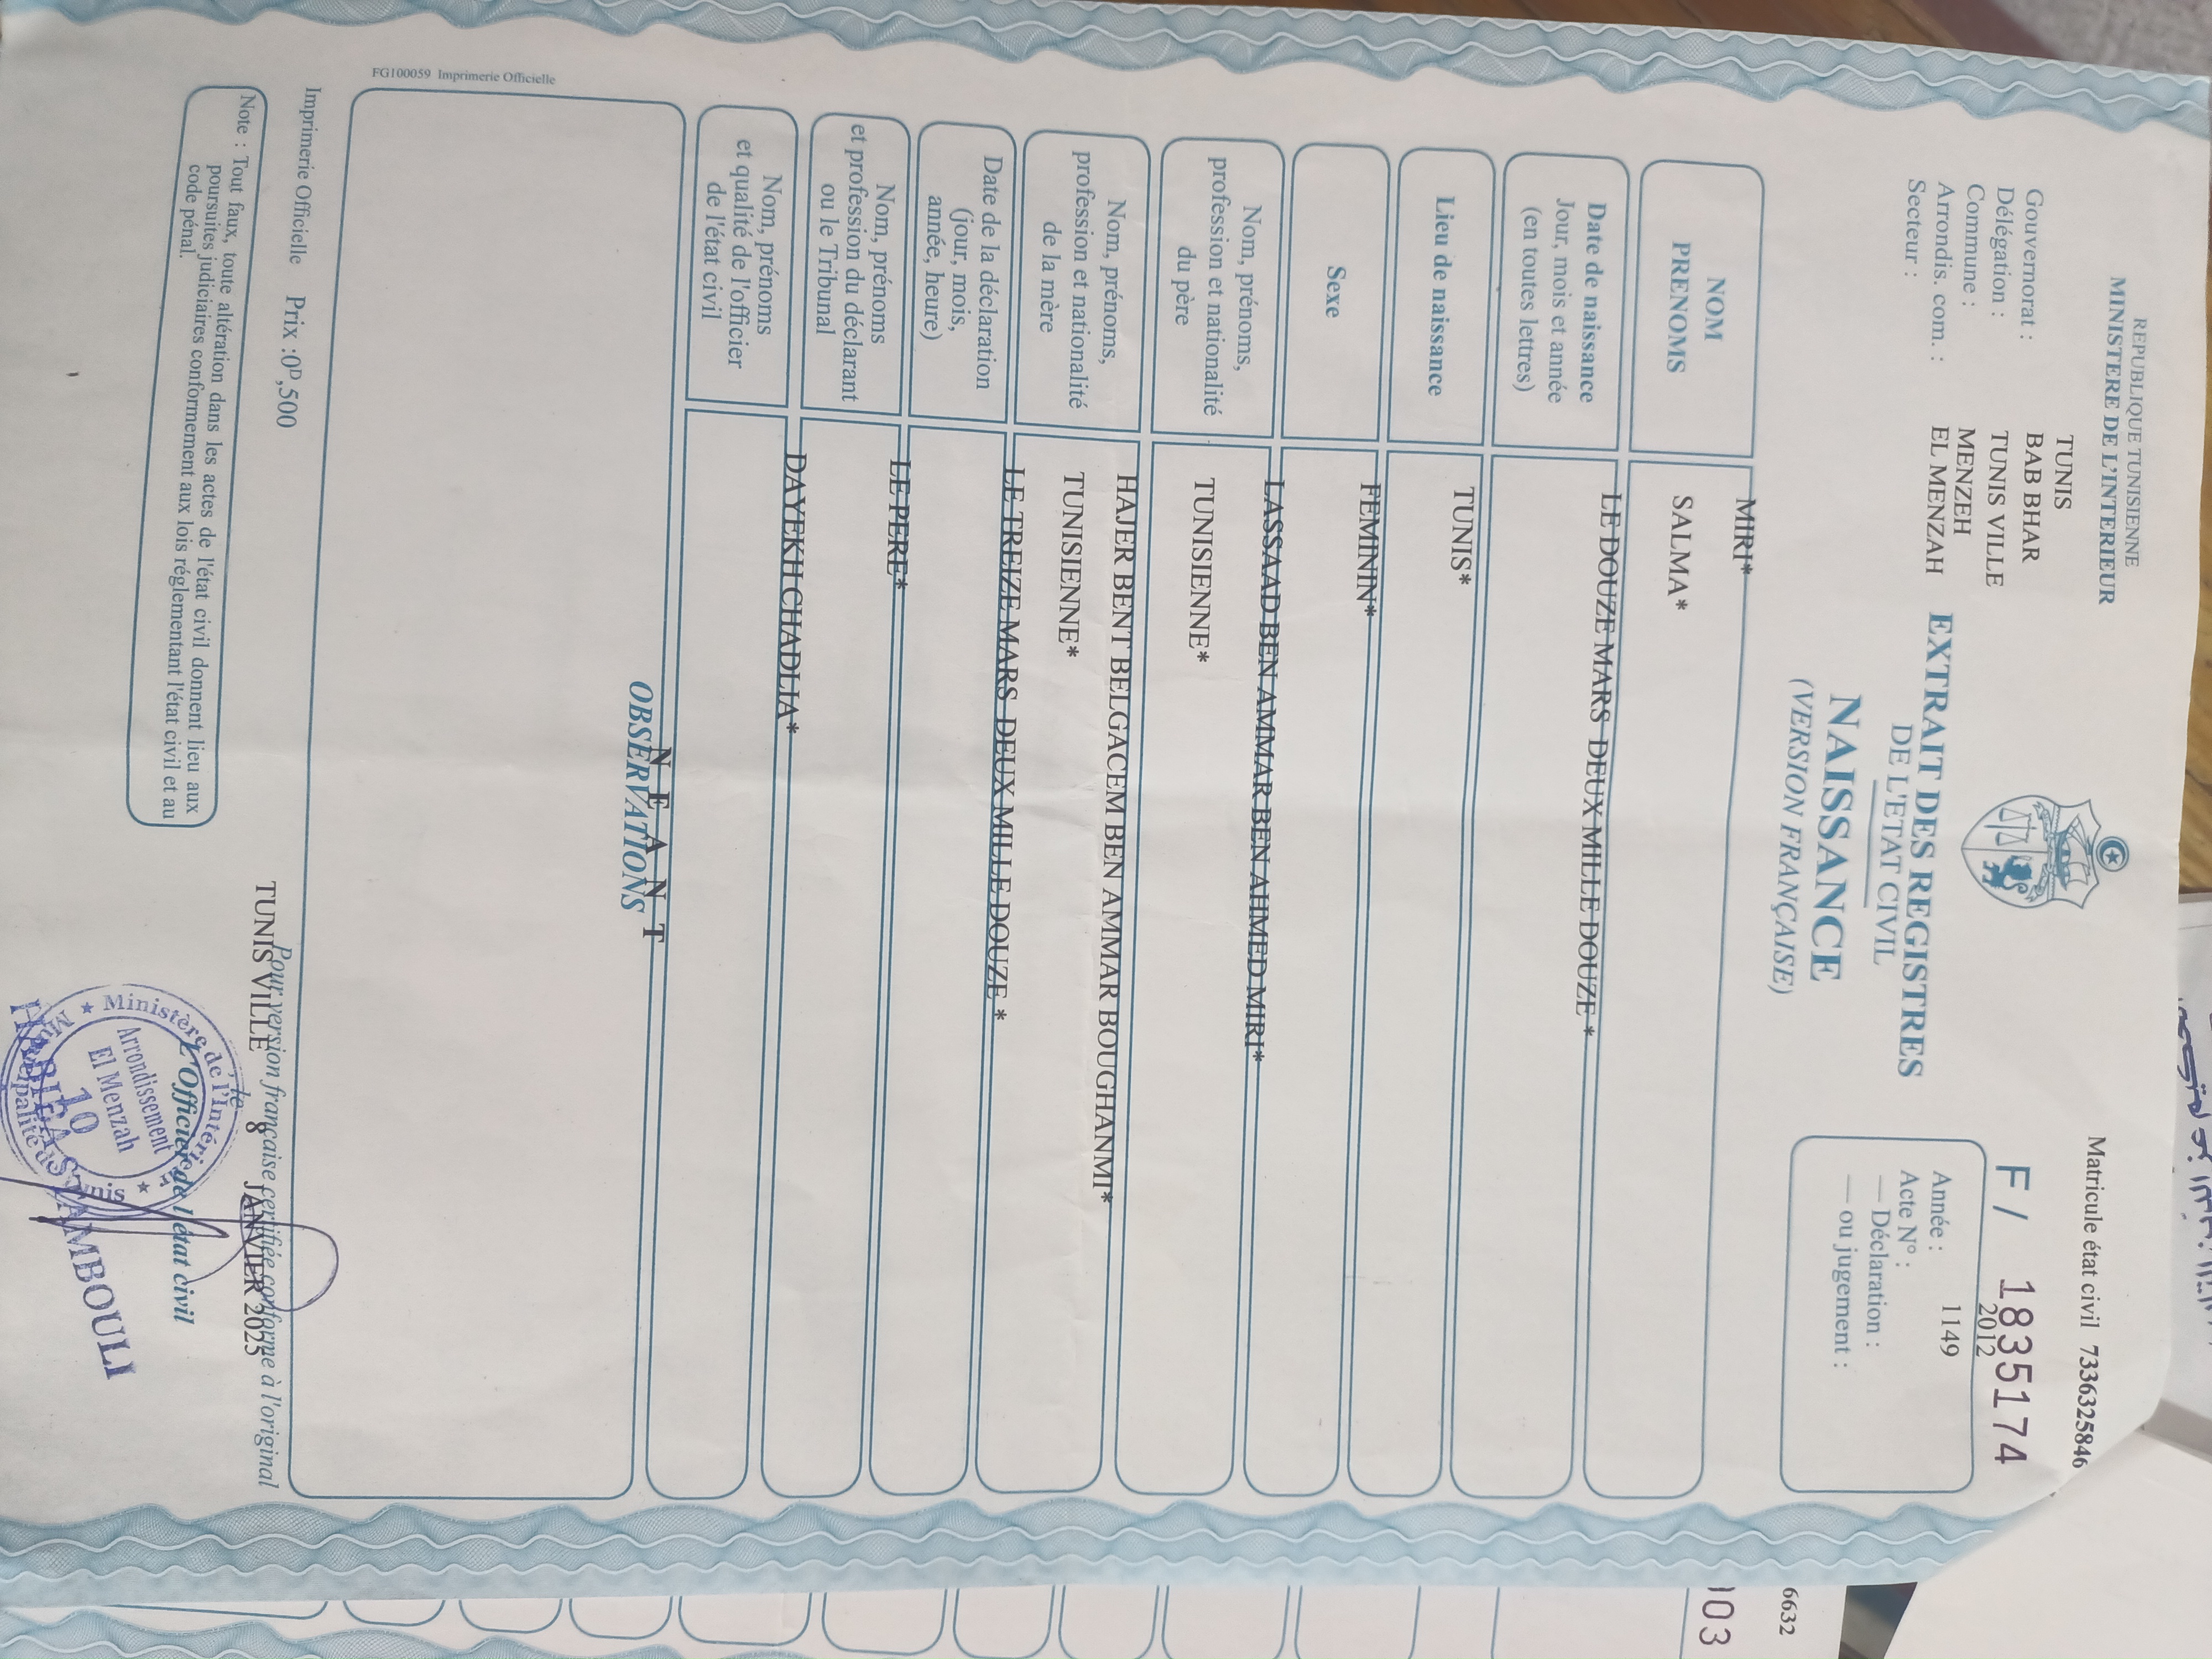 REPUBLIQUE TUNISIENNE
MINISTERE DE L'INTERIEUR
Matricule état civil 7336325846
TUNIS
Gouvernorat : BAB BHAR
Délégation : TUNIS VILLE
Commune : MENZEH
Arrondis. com. : EL MENZAH
Secteur :
F / 1835174
2012
Année : 1149
Acte N° :
— Déclaration :
— ou jugement :
EXTRAIT DES REGISTRES
DE L'ETAT CIVIL
NAISSANCE
(VERSION FRANÇAISE)
MIRI*
NOM
PRENOMS
SALMA*
LE DOUZE MARS DEUX MILLE DOUZE *
Date de naissance
Jour, mois et année
(en toutes lettres)
TUNIS*
Lieu de naissance
FEMININ*
Sexe
LASSAAD BEN AMMAR BEN AHMED MIRI*
Nom, prénoms,
profession et nationalité
du père
TUNISIENNE*
HAJER BENT BELGACEM BEN AMMAR BOUGHANMI*
Nom, prénoms,
profession et nationalité
de la mère
TUNISIENNE*
LE TREIZE MARS DEUX MILLE DOUZE *
Date de la déclaration
(jour, mois,
année, heure)
LE PERE*
Nom, prénoms
et profession du déclarant
ou le Tribunal
DAYEKH CHADLIA*
Nom, prénoms
et qualité de l'officier
de l'état civil
N E A N T
OBSERVATIONS
FG100059 Imprimerie Officielle
Imprimerie Officielle Prix :0D,500
Pour version française certifiée conforme à l'original
TUNIS VILLE le 8 JANVIER 2025
L'Officier de l'état civil
Note : Tout faux, toute altération dans les actes de l'état civil donnent lieu aux
poursuites judiciaires conformement aux lois réglementant l'état civil et au
code pénal.
Ministère de l'Intérieur
Arrondissement
El Menzah
10
AMBOULI
6632
003